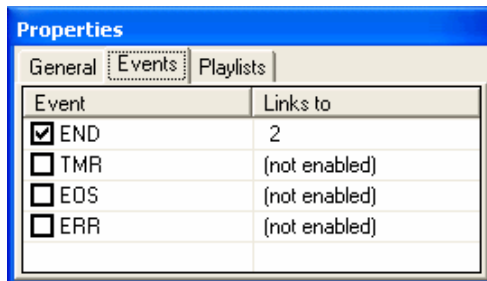 Properties
General Events Playlists
Event Links to
END 2
TMR (not enabled)
EOS (not enabled)
ERR (not enabled)